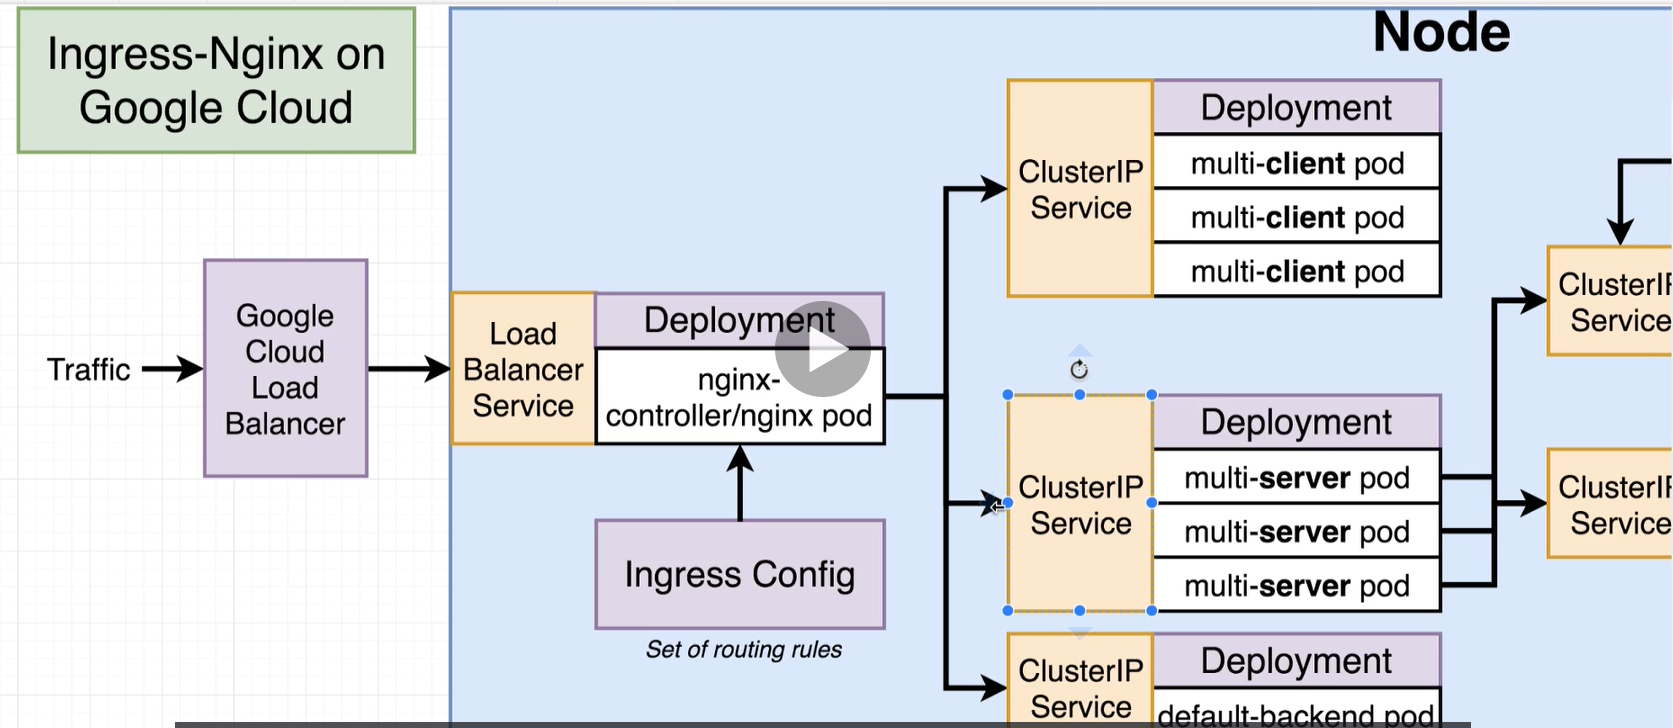 Ingress-Nginx on
Google Cloud
Node
Deployment
multi-client pod
multi-client pod
multi-client pod
ClusterIP
Service
Traffic
Google
Cloud
Load
Balancer
Load
Balancer
Service
Deployment
nginx-
controller/nginx pod
Ingress Config
Set of routing rules
ClusterIP
Service
Deployment
multi-server pod
multi-server pod
multi-server pod
ClusterIP
Service
Deployment
default-backend pod
ClusterI
Service
ClusterI
Service